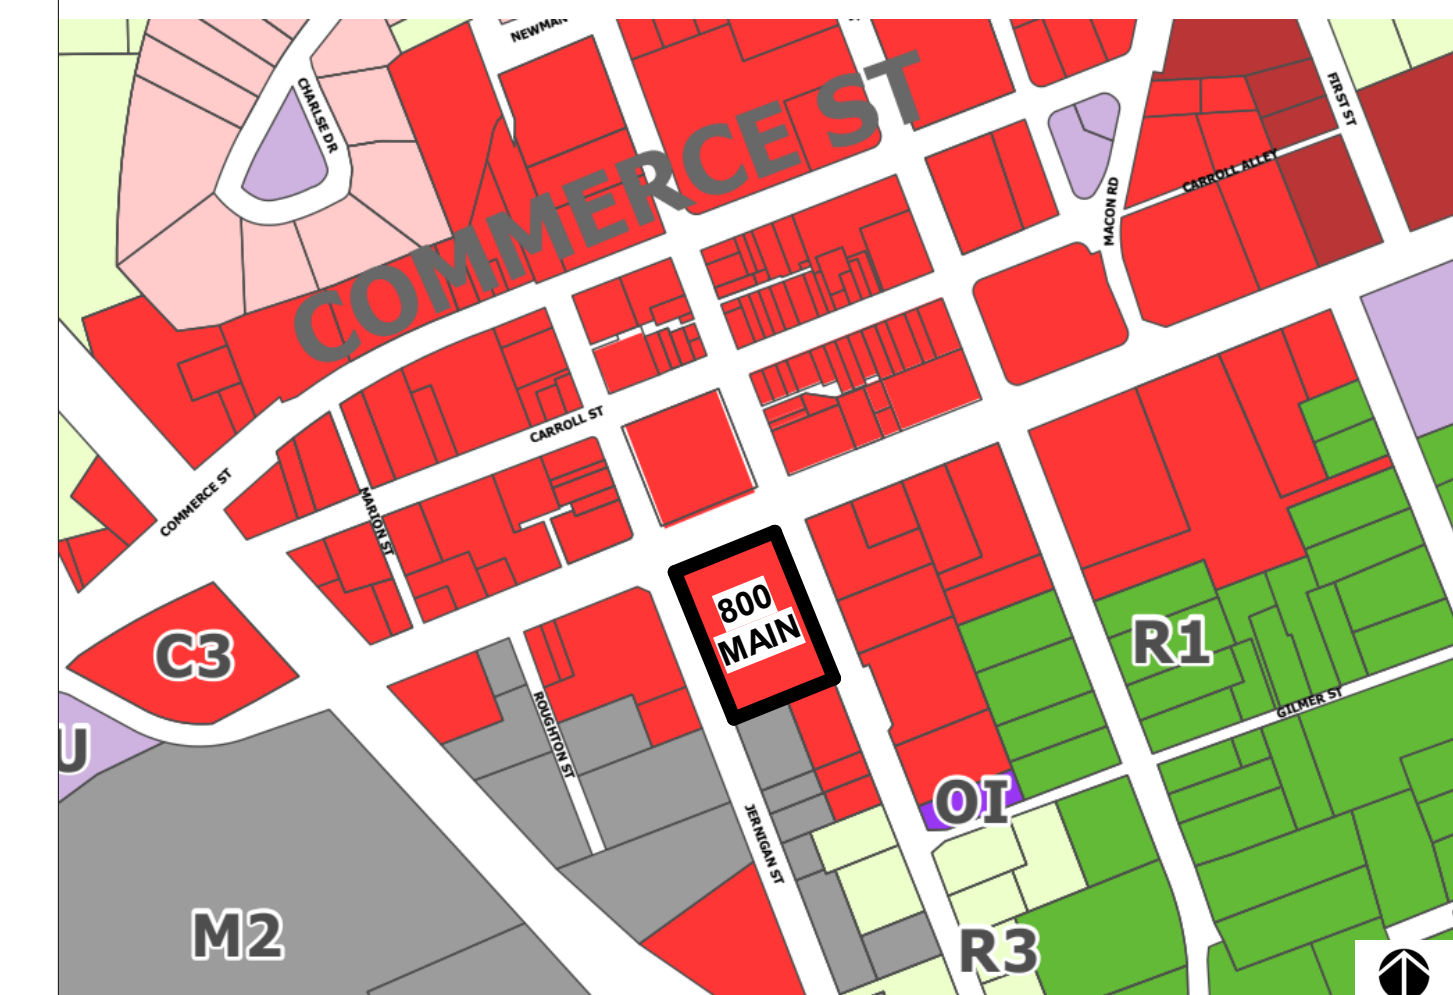 NEWMAN
CHARLSE DR
COMMERCE ST
FIRST ST
CARROLL ALLEY
MACON RD
CARROLL ST
COMMERCE ST
MARION ST
800
MAIN
C3
R1
ROUGHTON ST
GILMER ST
U
OI
JERNIGAN ST
M2
R3